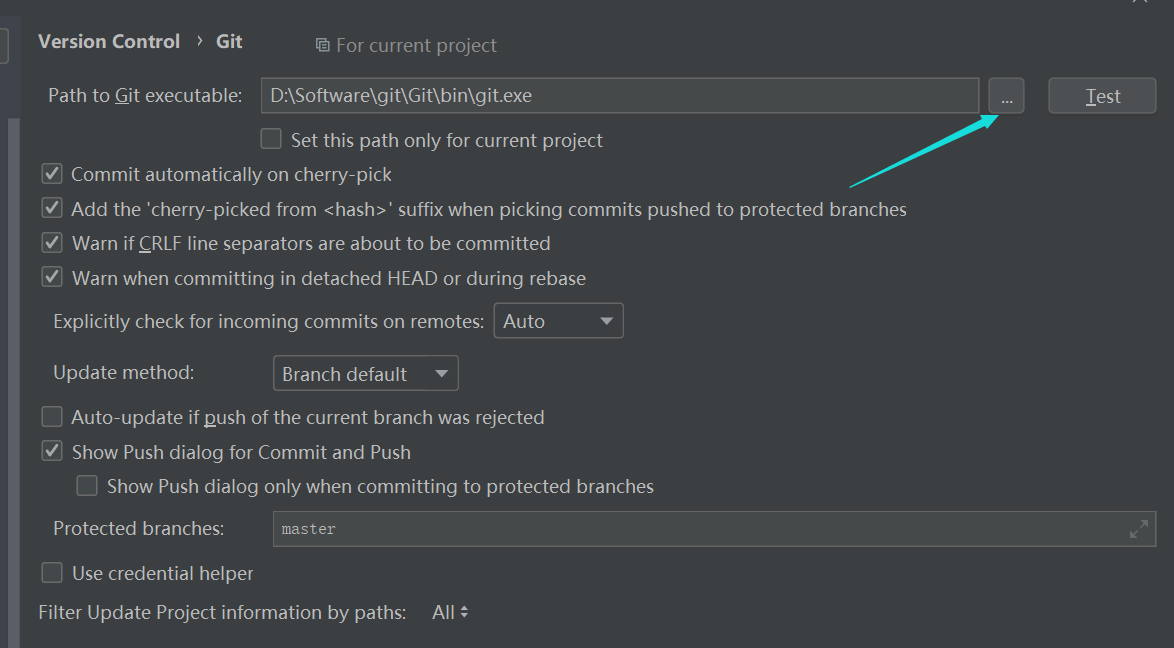 Version Control › Git For current project
Path to Git executable: D:\Software\git\Git\bin\git.exe ... Test
Set this path only for current project
Commit automatically on cherry-pick
Add the 'cherry-picked from <hash>' suffix when picking commits pushed to protected branches
Warn if CRLF line separators are about to be committed
Warn when committing in detached HEAD or during rebase
Explicitly check for incoming commits on remotes: Auto
Update method: Branch default
Auto-update if push of the current branch was rejected
Show Push dialog for Commit and Push
Show Push dialog only when committing to protected branches
Protected branches: master
Use credential helper
Filter Update Project information by paths: All